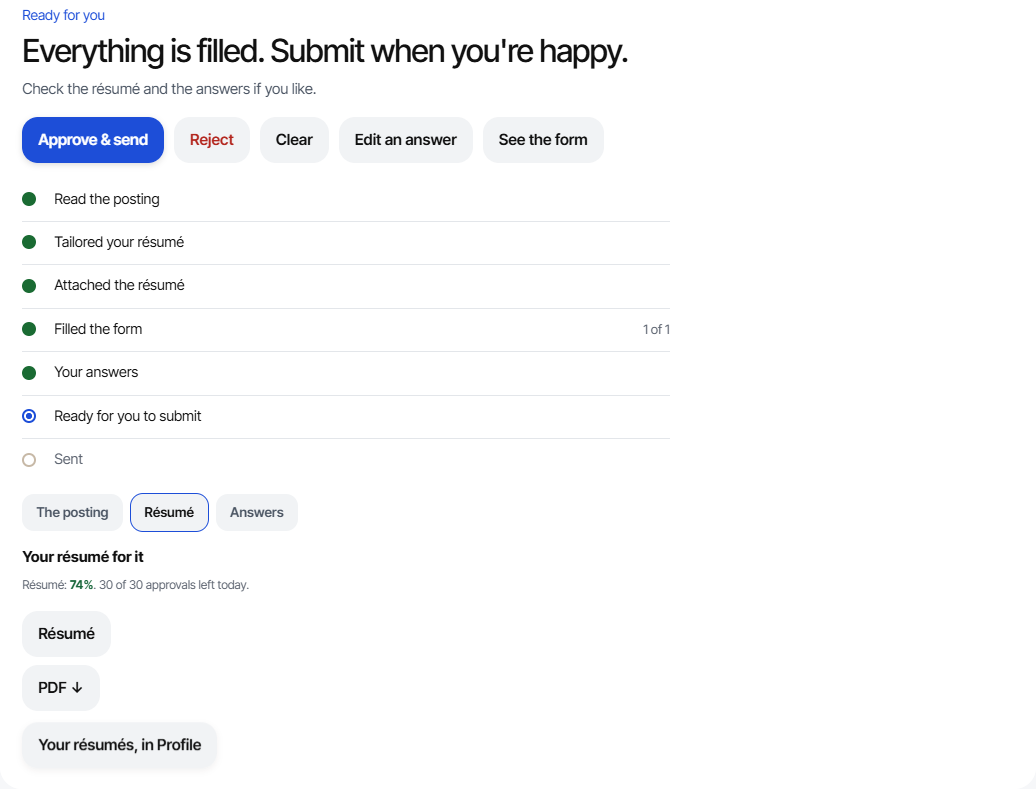 Ready for you
Everything is filled. Submit when you're happy.
Check the résumé and the answers if you like.
Approve & send
Reject
Clear
Edit an answer
See the form
Read the posting
Tailored your résumé
Attached the résumé
Filled the form
1 of 1
Your answers
Ready for you to submit
Sent
The posting
Résumé
Answers
Your résumé for it
Résumé: 74%. 30 of 30 approvals left today.
Résumé
PDF ↓
Your résumés, in Profile